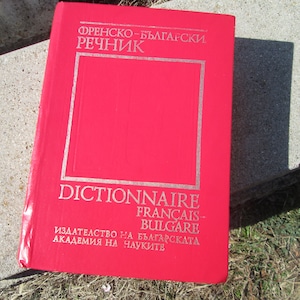 ФРЕНСКО-БЪЛГАРСКИ
РЕЧНИК
DICTIONNAIRE
FRANÇAIS-
BULGARE
ИЗДАТЕЛСТВО НА БЪЛГАРСКАТА
АКАДЕМИЯ НА НАУКИТЕ